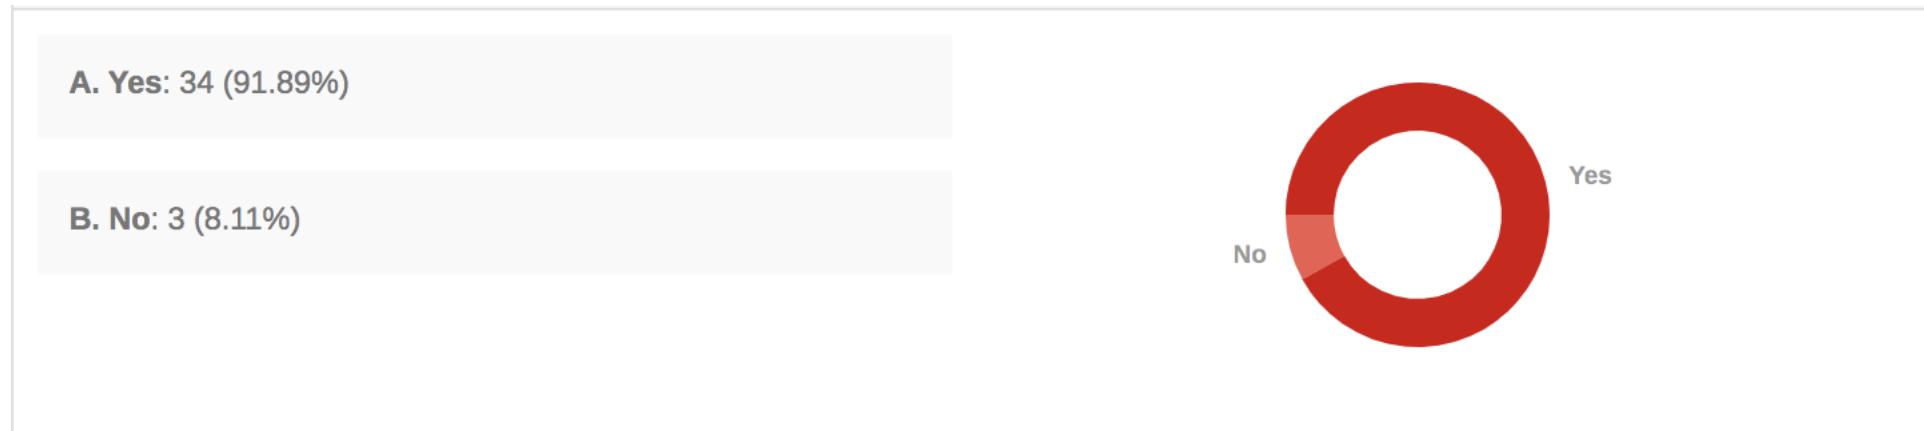 A. Yes: 34 (91.89%)
B. No: 3 (8.11%)
Yes
No